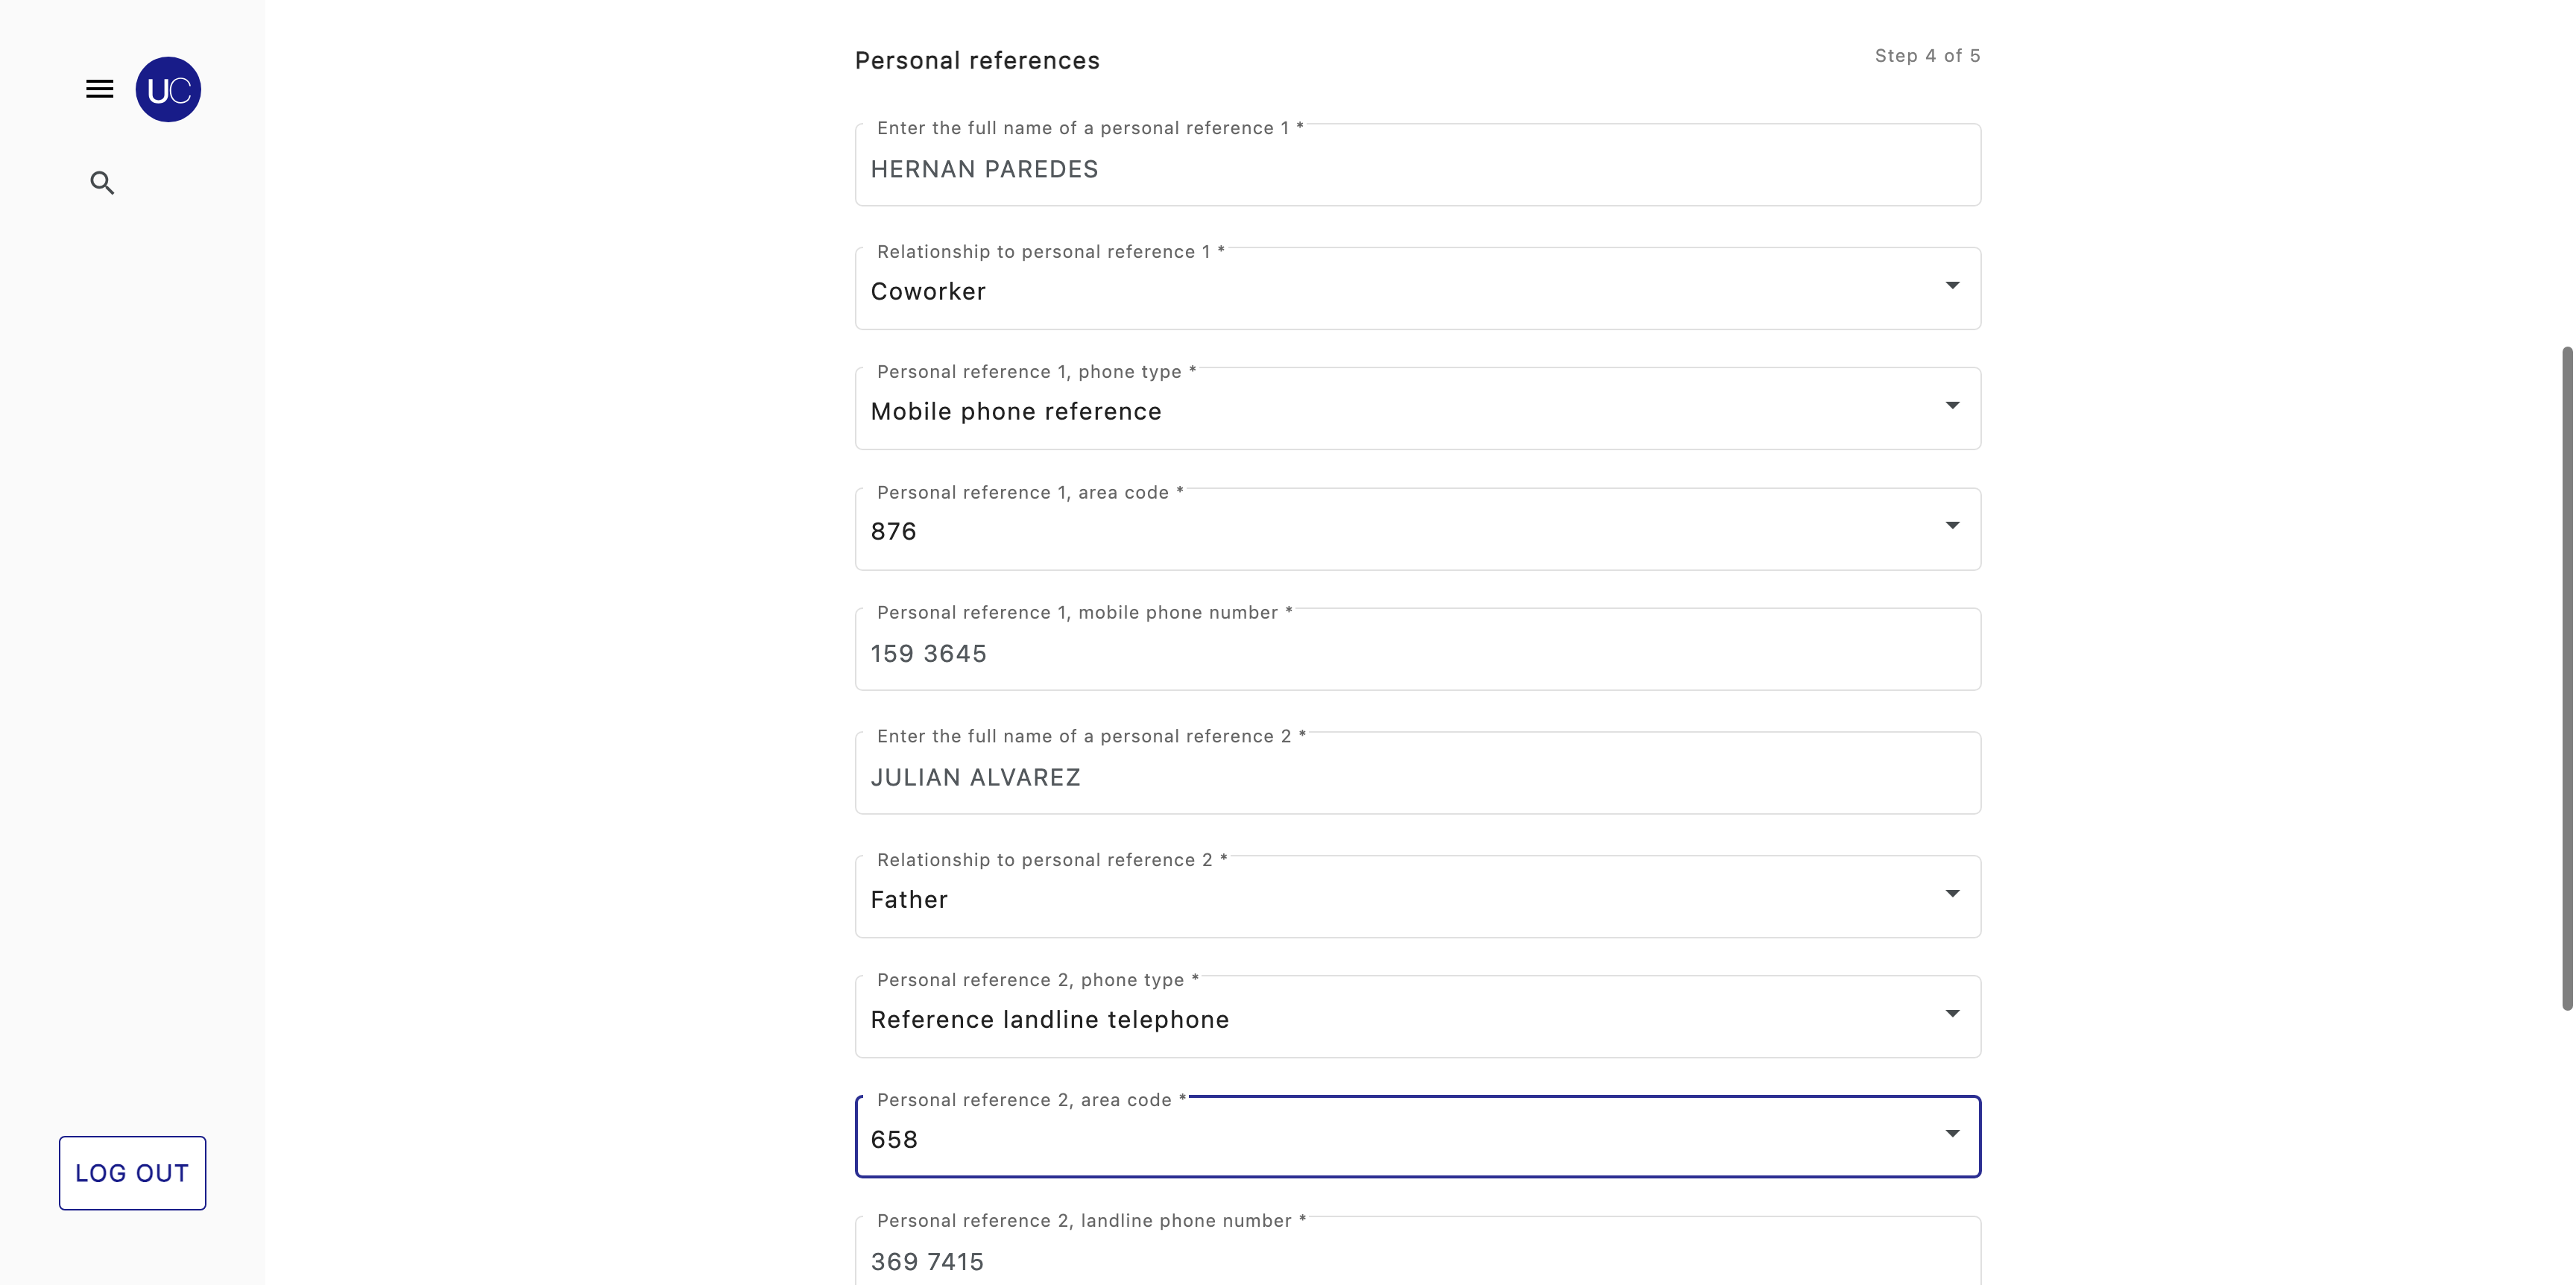 UC
Personal references
Step 4 of 5
Enter the full name of a personal reference 1 *
HERNAN PAREDES
Relationship to personal reference 1 *
Coworker
Personal reference 1, phone type *
Mobile phone reference
Personal reference 1, area code *
876
Personal reference 1, mobile phone number *
159 3645
Enter the full name of a personal reference 2 *
JULIAN ALVAREZ
Relationship to personal reference 2 *
Father
Personal reference 2, phone type *
Reference landline telephone
Personal reference 2, area code *
658
Personal reference 2, landline phone number *
369 7415
LOG OUT